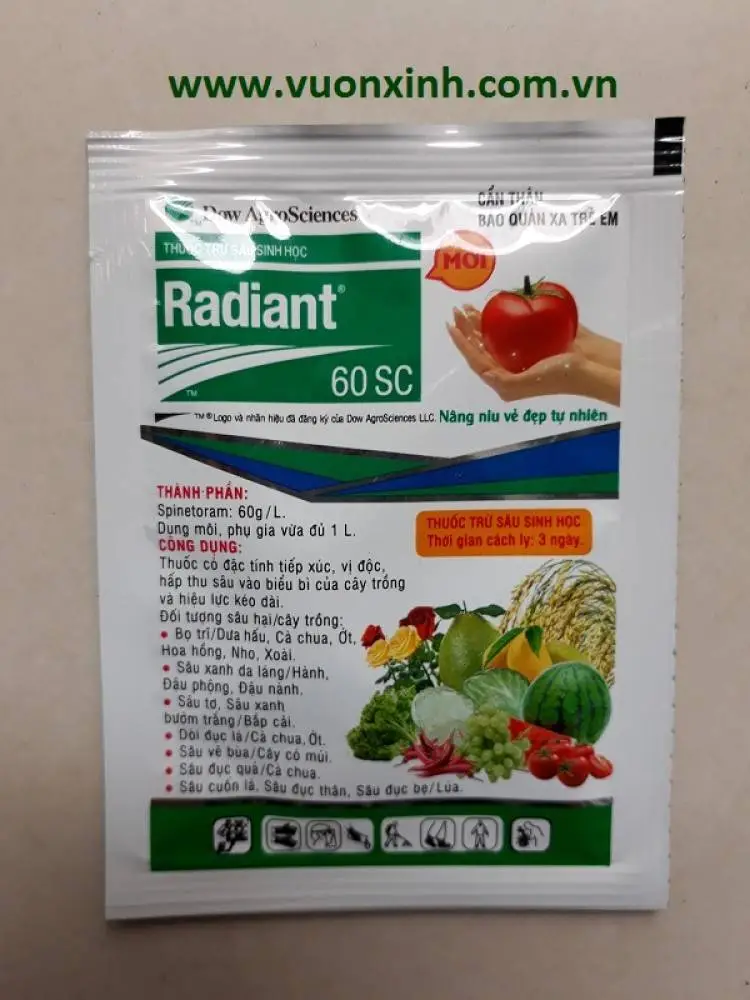 www.vuonxinh.com.vn
Dow AgroSciences
CẨN THẬN
BẢO QUẢN XA TRẺ EM
THUỐC TRỪ SÂU SINH HỌC
MỚI
Radiant®
60 SC
TM
TM ® Logo và nhãn hiệu đã đăng ký của Dow AgroSciences LLC. Nâng niu vẻ đẹp tự nhiên
THÀNH PHẦN:
Spinetoram: 60g/L.
Dung môi, phụ gia vừa đủ 1 L.
CÔNG DỤNG:
Thuốc có đặc tính tiếp xúc, vị độc,
hấp thu sâu vào biểu bì của cây trồng
và hiệu lực kéo dài.
Đối tượng sâu hại/cây trồng:
• Bọ trĩ/Dưa hấu, Cà chua, Ớt,
Hoa hồng, Nho, Xoài.
• Sâu xanh da láng/Hành,
Đậu phộng, Đậu nành.
• Sâu tơ, Sâu xanh
bướm trắng/Bắp cải.
• Dòi đục lá/Cà chua, Ớt.
• Sâu vẽ bùa/Cây có múi.
• Sâu đục quả/Cà chua.
• Sâu cuốn lá, Sâu đục thân, Sâu đục bẹ/Lúa.
THUỐC TRỪ SÂU SINH HỌC
Thời gian cách ly: 3 ngày.